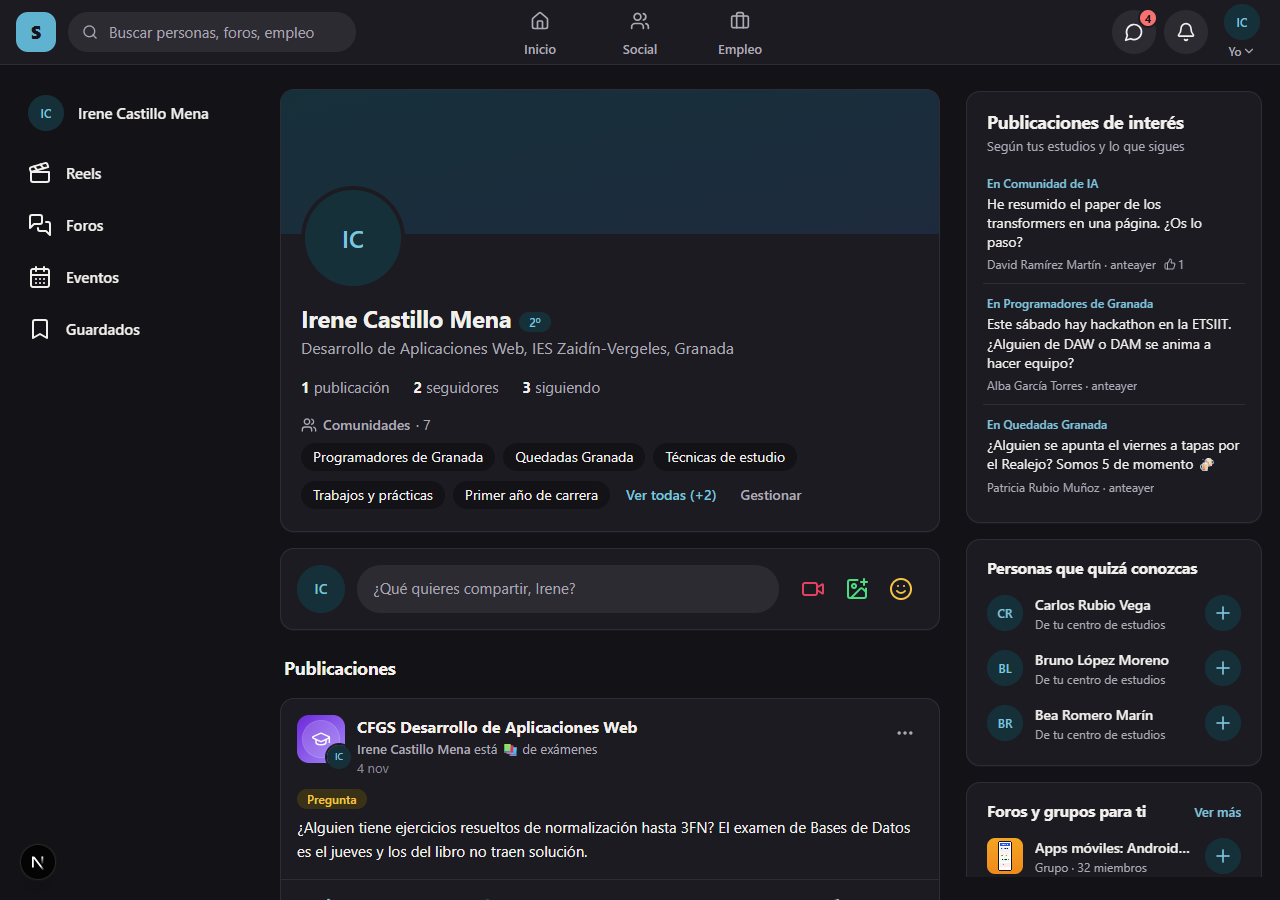 S
Buscar personas, foros, empleo
Inicio
Social
Empleo
4
IC
Yo
IC
Irene Castillo Mena
Reels
Foros
Eventos
Guardados
N
IC
Irene Castillo Mena 2º
Desarrollo de Aplicaciones Web, IES Zaidín-Vergeles, Granada
1 publicación 2 seguidores 3 siguiendo
Comunidades · 7
Programadores de Granada Quedadas Granada Técnicas de estudio
Trabajos y prácticas Primer año de carrera Ver todas (+2) Gestionar
IC
¿Qué quieres compartir, Irene?
Publicaciones
CFGS Desarrollo de Aplicaciones Web
IC
Irene Castillo Mena está 📚 de exámenes
4 nov
Pregunta
¿Alguien tiene ejercicios resueltos de normalización hasta 3FN? El examen de Bases de Datos
es el jueves y los del libro no traen solución.
Publicaciones de interés
Según tus estudios y lo que sigues
En Comunidad de IA
He resumido el paper de los
transformers en una página. ¿Os lo
paso?
David Ramírez Martín · anteayer 1
En Programadores de Granada
Este sábado hay hackathon en la ETSIIT.
¿Alguien de DAW o DAM se anima a
hacer equipo?
Alba García Torres · anteayer
En Quedadas Granada
¿Alguien se apunta el viernes a tapas por
el Realejo? Somos 5 de momento 🍻
Patricia Rubio Muñoz · anteayer
Personas que quizá conozcas
CR
Carlos Rubio Vega
De tu centro de estudios
BL
Bruno López Moreno
De tu centro de estudios
BR
Bea Romero Marín
De tu centro de estudios
Foros y grupos para ti Ver más
Apps móviles: Android...
Grupo · 32 miembros